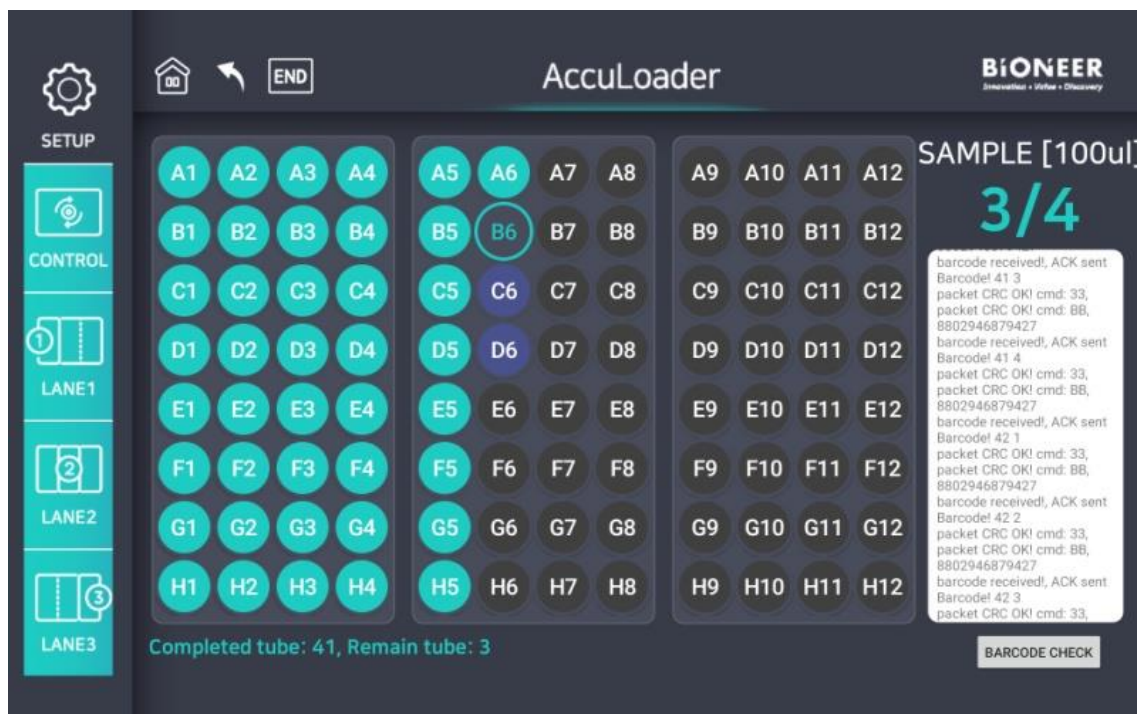 END
AccuLoader
BiONEER
Innovation • Value • Discovery
SETUP
CONTROL
1
LANE1
2
LANE2
3
LANE3
A1 A2 A3 A4 A5 A6 A7 A8 A9 A10 A11 A12
B1 B2 B3 B4 B5 B6 B7 B8 B9 B10 B11 B12
C1 C2 C3 C4 C5 C6 C7 C8 C9 C10 C11 C12
D1 D2 D3 D4 D5 D6 D7 D8 D9 D10 D11 D12
E1 E2 E3 E4 E5 E6 E7 E8 E9 E10 E11 E12
F1 F2 F3 F4 F5 F6 F7 F8 F9 F10 F11 F12
G1 G2 G3 G4 G5 G6 G7 G8 G9 G10 G11 G12
H1 H2 H3 H4 H5 H6 H7 H8 H9 H10 H11 H12
Completed tube: 41, Remain tube: 3
SAMPLE [100ul]
3/4
barcode received!, ACK sent
Barcode! 41 3
packet CRC OK! cmd: 33,
packet CRC OK! cmd: BB,
8802946879427
barcode received!, ACK sent
Barcode! 41 4
packet CRC OK! cmd: 33,
packet CRC OK! cmd: BB,
8802946879427
barcode received!, ACK sent
Barcode! 42 1
packet CRC OK! cmd: 33,
packet CRC OK! cmd: BB,
8802946879427
barcode received!, ACK sent
Barcode! 42 2
packet CRC OK! cmd: 33,
packet CRC OK! cmd: BB,
8802946879427
barcode received!, ACK sent
Barcode! 42 3
packet CRC OK! cmd: 33,
BARCODE CHECK